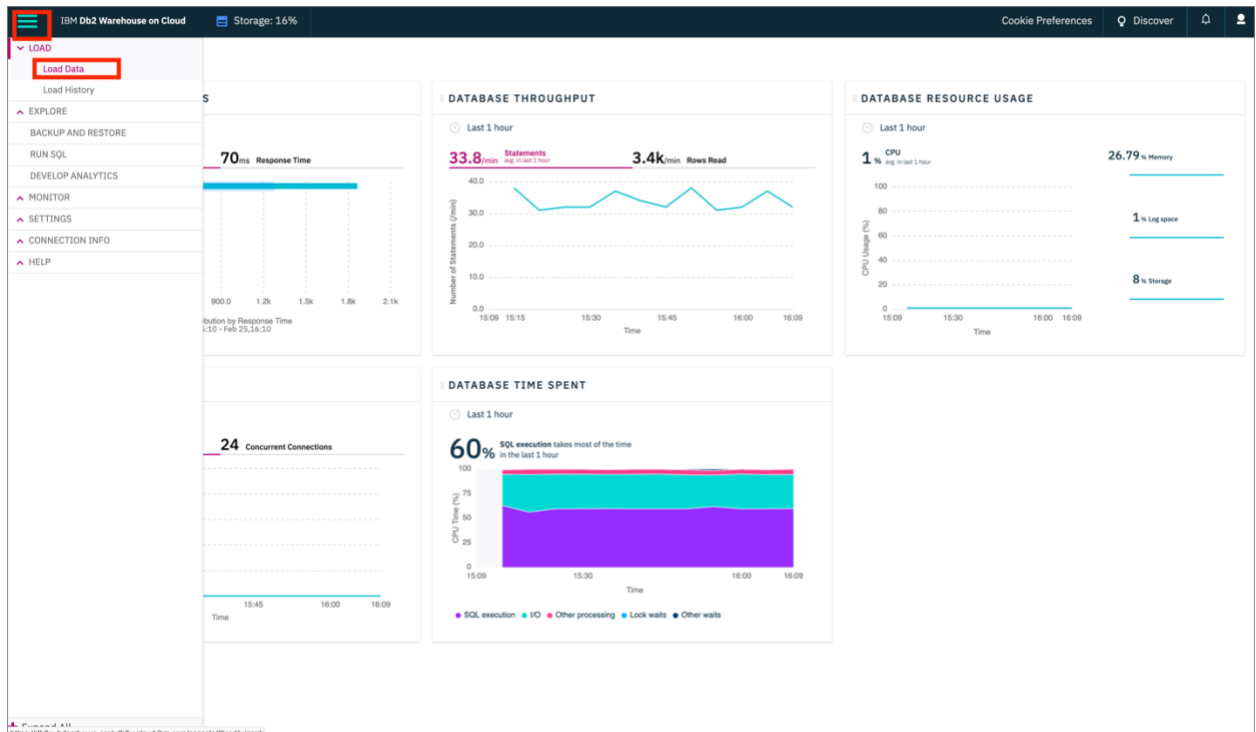 IBM Db2 Warehouse on Cloud
Storage: 16%
Cookie Preferences
Discover
LOAD
Load Data
Load History
EXPLORE
BACKUP AND RESTORE
RUN SQL
DEVELOP ANALYTICS
MONITOR
SETTINGS
CONNECTION INFO
HELP
S
70ms Response Time
900.0 1.2k 1.5k 1.8k 2.1k
bution by Response Time
:10 - Feb 25,16:10
DATABASE THROUGHPUT
Last 1 hour
33.8/min Statements avg. in last 1 hour
3.4k/min Rows Read
Number of Statements (/min)
40.0
30.0
20.0
10.0
0.0
15:09 15:15 15:30 15:45 16:00 16:09
Time
DATABASE RESOURCE USAGE
Last 1 hour
1% CPU avg. in last 1 hour
26.79% Memory
1% Log space
8% Storage
CPU Usage (%)
100
80
60
40
20
0
15:09 15:30 16:00 16:09
Time
24 Concurrent Connections
15:45 16:00 16:09
Time
DATABASE TIME SPENT
Last 1 hour
60% SQL execution takes most of the time
in the last 1 hour
CPU Time (%)
100
75
50
25
0
15:09 15:30 16:00 16:09
Time
SQL execution I/O Other processing Lock waits Other waits
Expand All